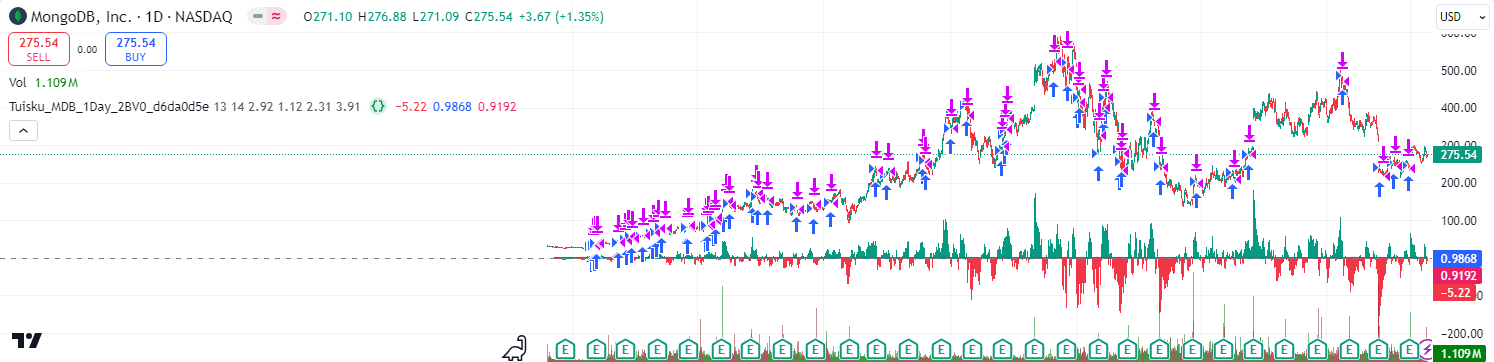 MongoDB, Inc. · 1D · NASDAQ O271.10 H276.88 L271.09 C275.54 +3.67 (+1.35%)
USD
275.54 SELL 0.00 275.54 BUY
Vol 1.109 M
Tuisku_MDB_1Day_2BV0_d6da0d5e 13 14 2.92 1.12 2.31 3.91 {} −5.22 0.9868 0.9192
500.00
400.00
275.54
200.00
100.00
0.9868
0.9192
−5.22
−200.00
1.109 M
E E E E E E E E E E E E E E E E E E E E E E E E E E E E